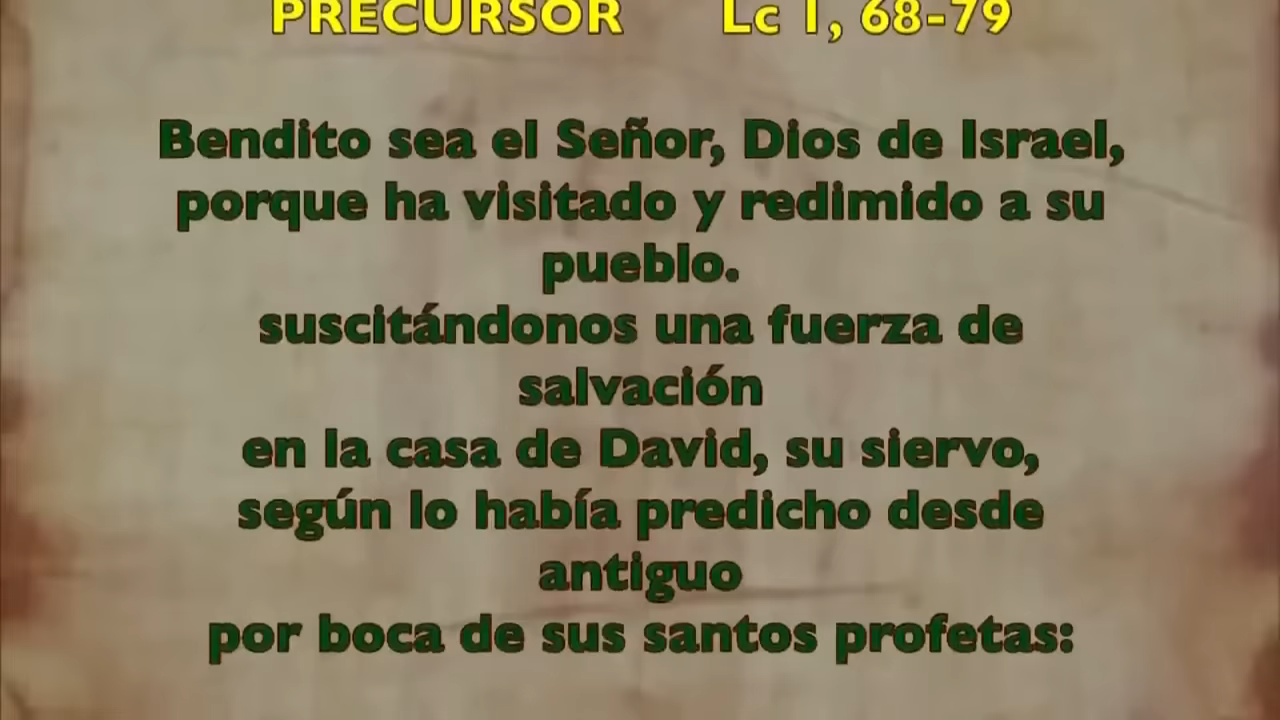 PRECURSOR Lc 1, 68-79
Bendito sea el Señor, Dios de Israel,
porque ha visitado y redimido a su
pueblo.
suscitándonos una fuerza de
salvación
en la casa de David, su siervo,
según lo había predicho desde
antiguo
por boca de sus santos profetas: